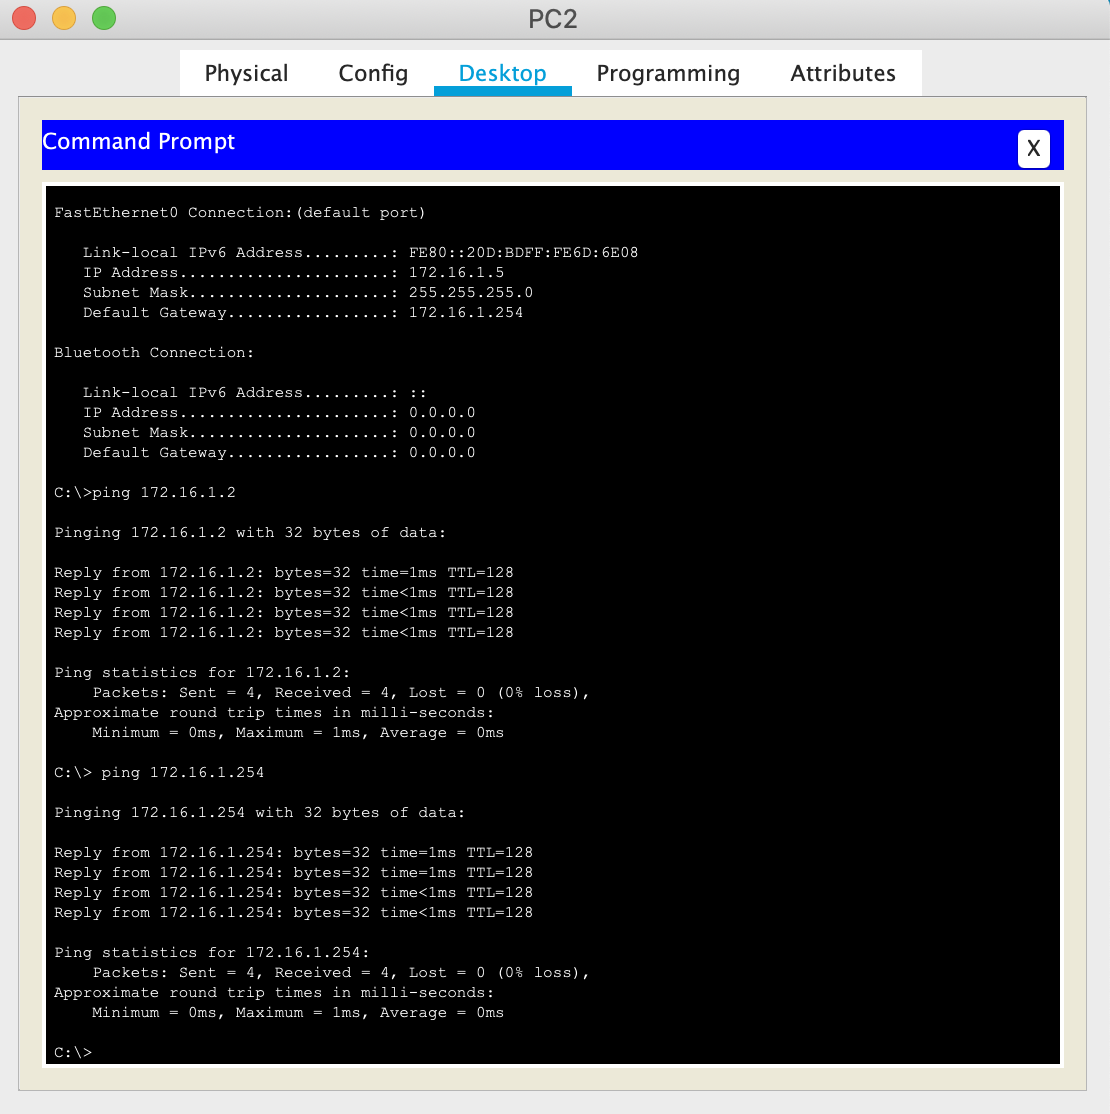 PC2
Physical Config Desktop Programming Attributes
Command Prompt
X
FastEthernet0 Connection:(default port)
Link-local IPv6 Address.........: FE80::20D:BDFF:FE6D:6E08
IP Address......................: 172.16.1.5
Subnet Mask.....................: 255.255.255.0
Default Gateway.................: 172.16.1.254
Bluetooth Connection:
Link-local IPv6 Address.........: ::
IP Address......................: 0.0.0.0
Subnet Mask.....................: 0.0.0.0
Default Gateway.................: 0.0.0.0
C:\>ping 172.16.1.2
Pinging 172.16.1.2 with 32 bytes of data:
Reply from 172.16.1.2: bytes=32 time=1ms TTL=128
Reply from 172.16.1.2: bytes=32 time<1ms TTL=128
Reply from 172.16.1.2: bytes=32 time<1ms TTL=128
Reply from 172.16.1.2: bytes=32 time<1ms TTL=128
Ping statistics for 172.16.1.2:
Packets: Sent = 4, Received = 4, Lost = 0 (0% loss),
Approximate round trip times in milli-seconds:
Minimum = 0ms, Maximum = 1ms, Average = 0ms
C:\> ping 172.16.1.254
Pinging 172.16.1.254 with 32 bytes of data:
Reply from 172.16.1.254: bytes=32 time=1ms TTL=128
Reply from 172.16.1.254: bytes=32 time=1ms TTL=128
Reply from 172.16.1.254: bytes=32 time<1ms TTL=128
Reply from 172.16.1.254: bytes=32 time<1ms TTL=128
Ping statistics for 172.16.1.254:
Packets: Sent = 4, Received = 4, Lost = 0 (0% loss),
Approximate round trip times in milli-seconds:
Minimum = 0ms, Maximum = 1ms, Average = 0ms
C:\>